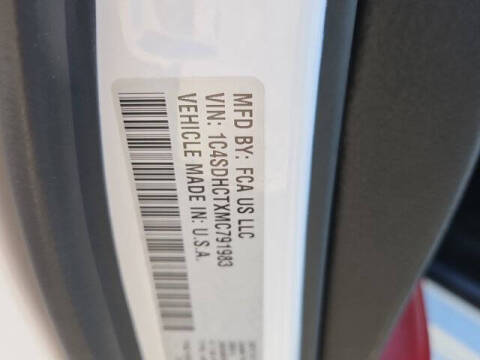 MFD BY: FCA US LLC
VIN: 1C4SDHCTXMC791983
VEHICLE MADE IN: U.S.A.